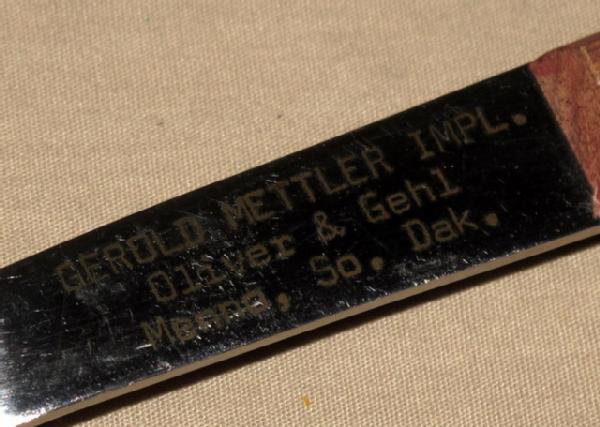 GEROLD METTLER IMPL.
Oliver & Gehl
Menno, So. Dak.